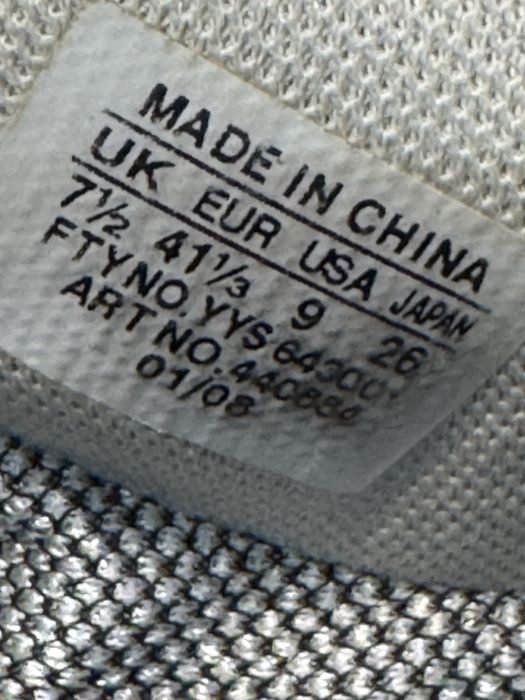 MADE IN CHINA
UK EUR USA JAPAN
7½ 41⅓ 9 26
FTY NO. YYS
ART NO.
01/08